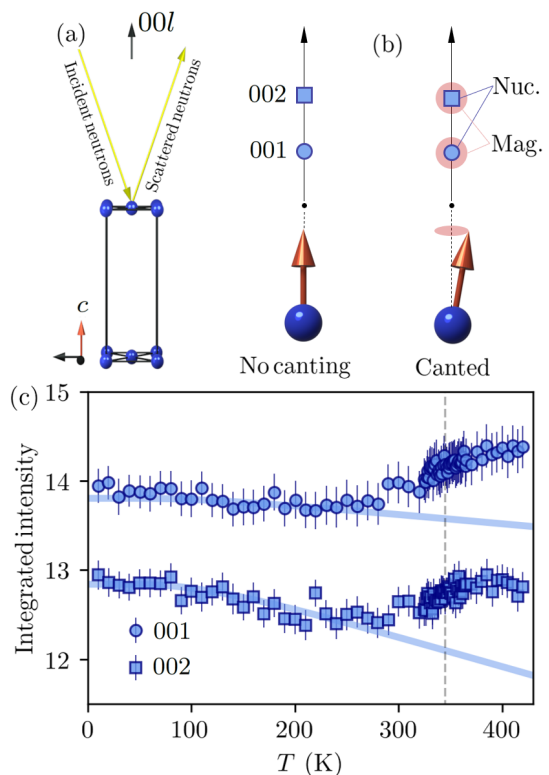 (a)
00l
Incident neutrons
Scattered neutrons
c
002
001
No canting
(b)
Nuc.
Mag.
Canted
(c)
15
14
13
12
Integrated intensity
001
002
0
100
200
300
400
T (K)